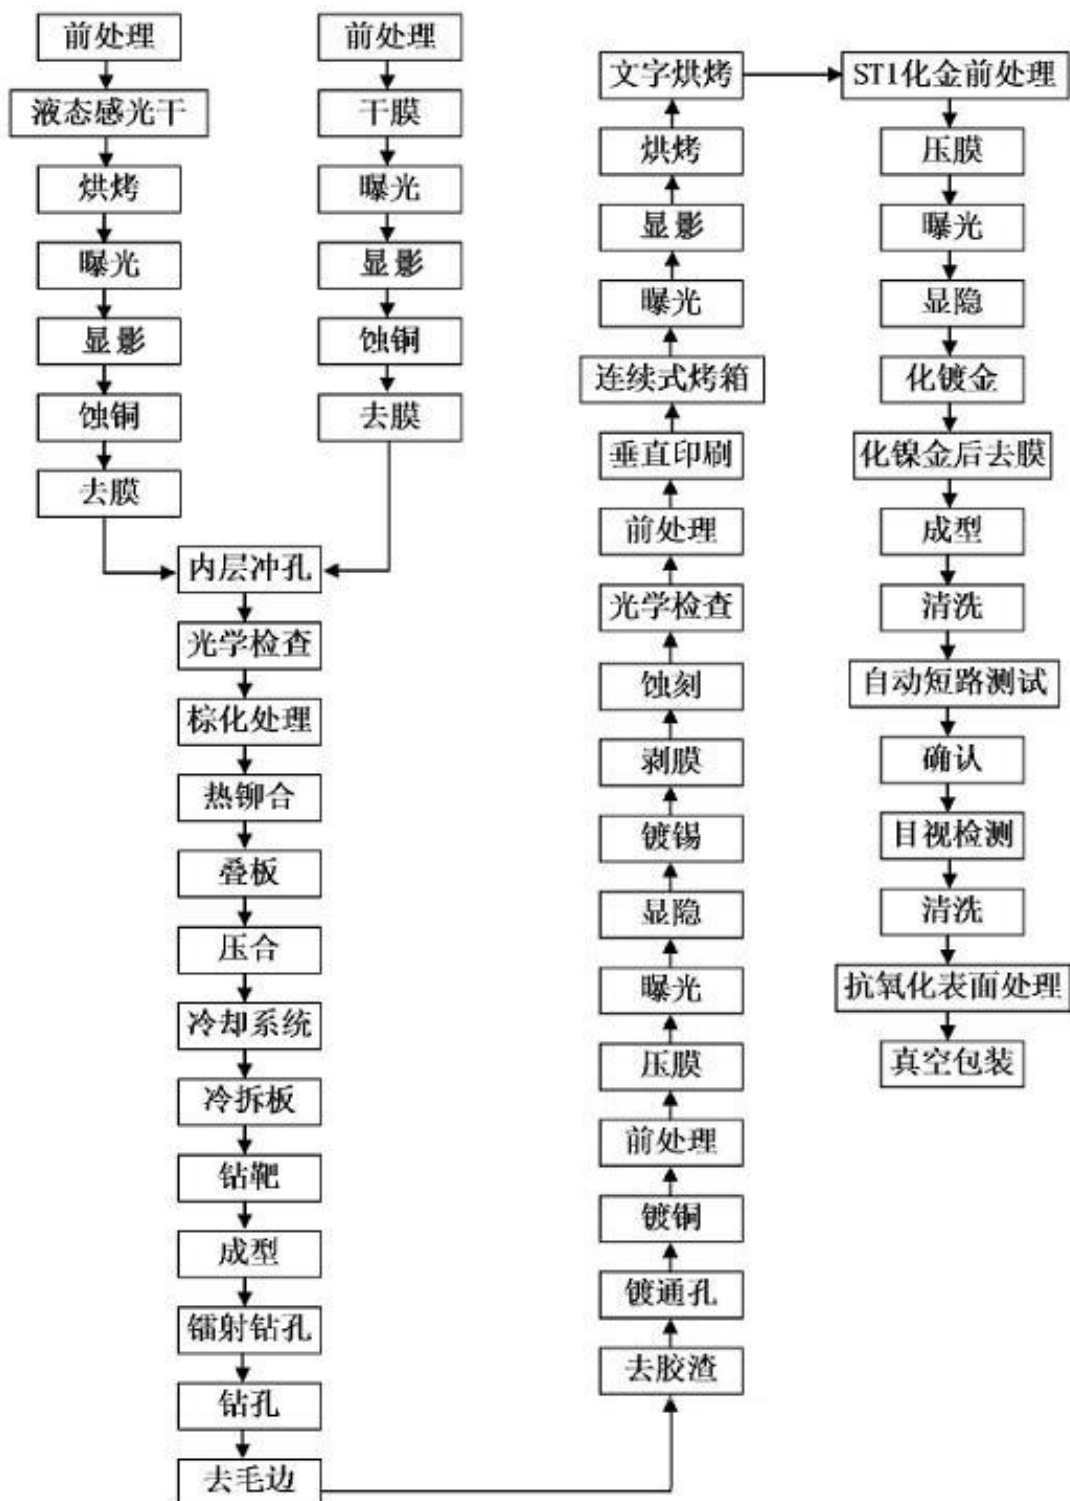 前处理
液态感光干
烘烤
曝光
显影
蚀铜
去膜
前处理
干膜
曝光
显影
蚀铜
去膜
内层冲孔
光学检查
棕化处理
热铆合
叠板
压合
冷却系统
冷拆板
钻靶
成型
镭射钻孔
钻孔
去毛边
去胶渣
镀通孔
镀铜
前处理
压膜
曝光
显隐
镀锡
剥膜
蚀刻
光学检查
前处理
垂直印刷
连续式烤箱
曝光
显影
烘烤
文字烘烤
ST1化金前处理
压膜
曝光
显隐
化镀金
化镍金后去膜
成型
清洗
自动短路测试
确认
目视检测
清洗
抗氧化表面处理
真空包装